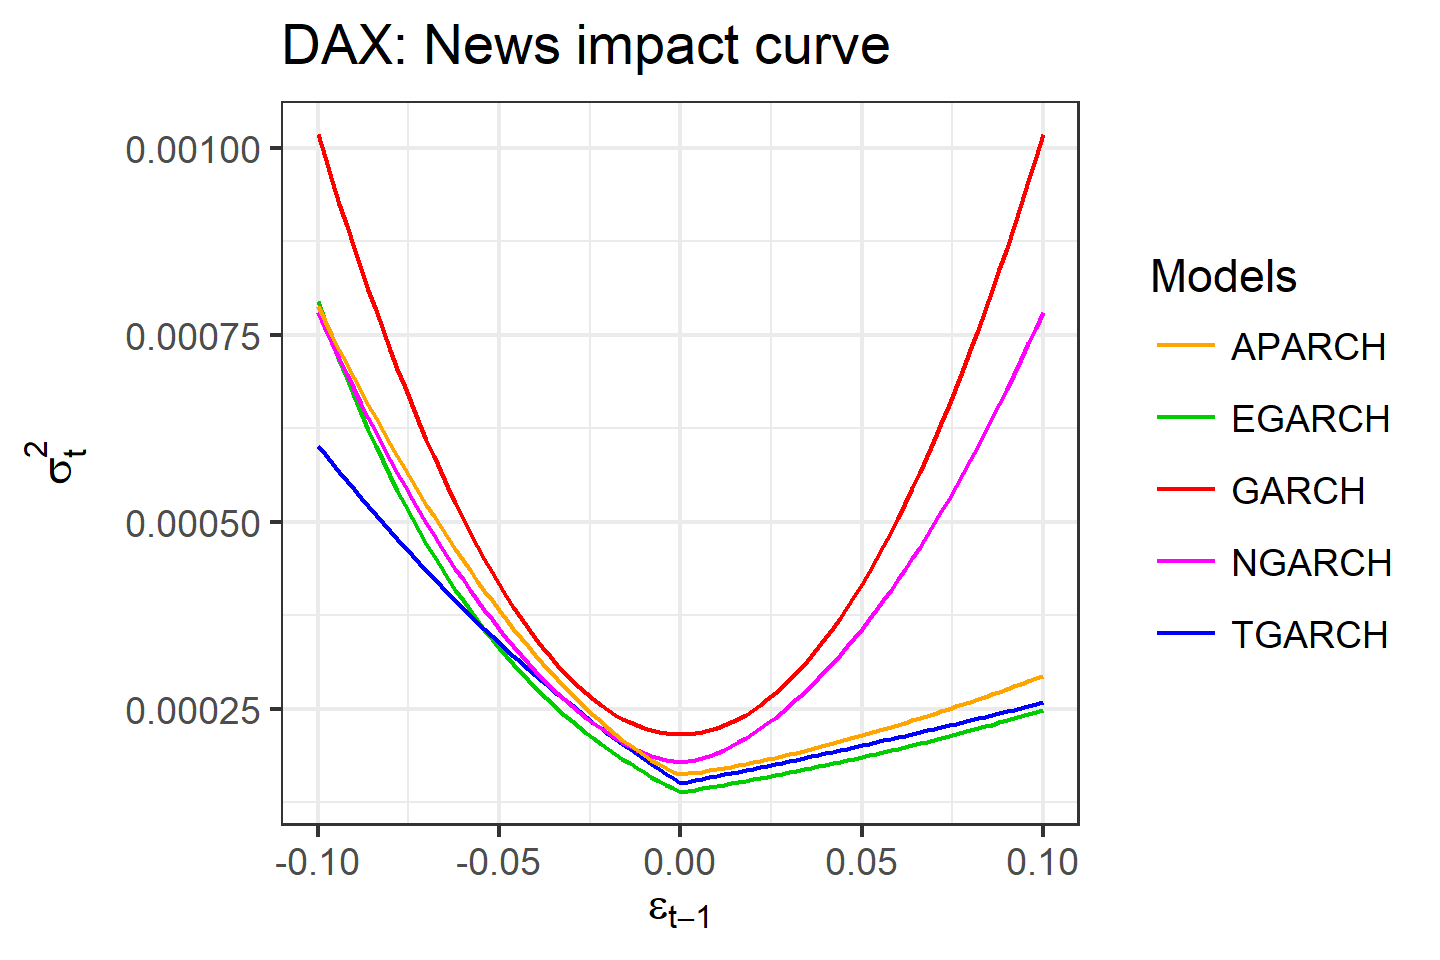 DAX: News impact curve
0.00100
0.00075
0.00050
0.00025
σ²ₜ
-0.10 -0.05 0.00 0.05 0.10
εₜ₋₁
Models
APARCH
EGARCH
GARCH
NGARCH
TGARCH